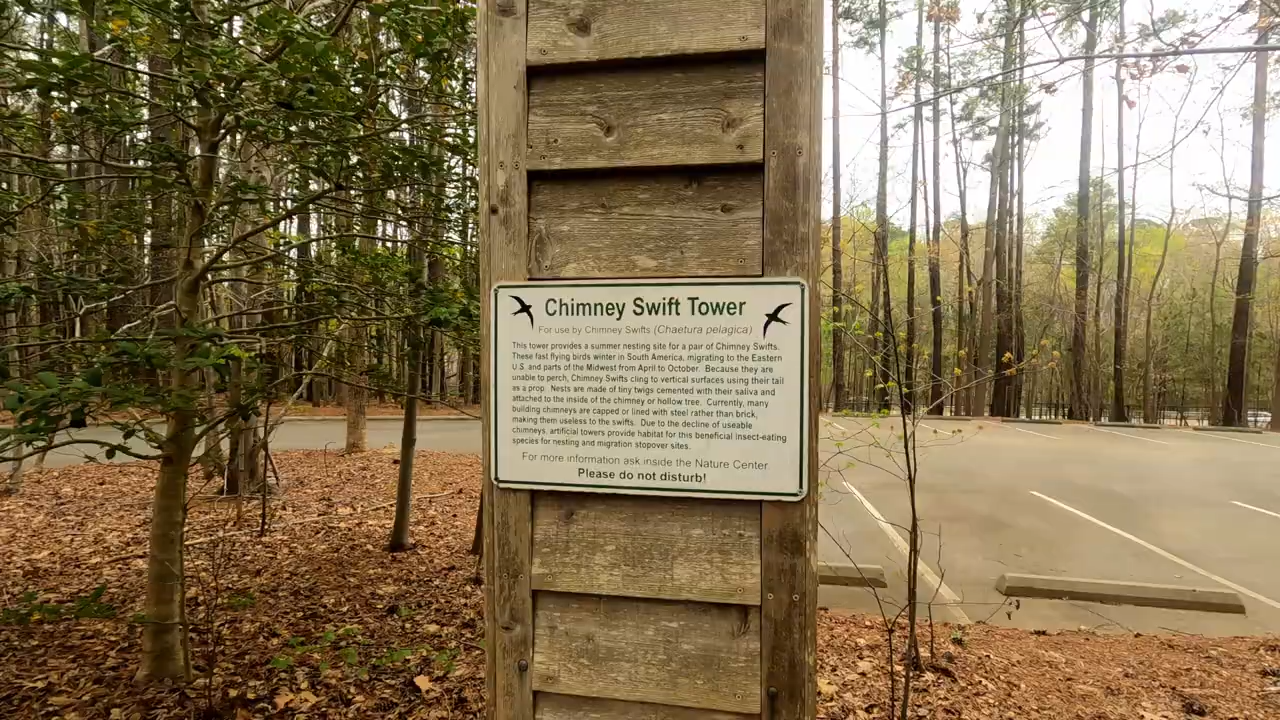 Chimney Swift Tower
For use by Chimney Swifts (Chaetura pelagica)
This tower provides a summer nesting site for a pair of Chimney Swifts.
These fast flying birds winter in South America, migrating to the Eastern
U.S. and parts of the Midwest from April to October. Because they are
unable to perch, Chimney Swifts cling to vertical surfaces using their tail
as a prop. Nests are made of tiny twigs cemented with their saliva and
attached to the inside of the chimney or hollow tree. Currently, many
building chimneys are capped or lined with steel rather than brick,
making them useless to the swifts. Due to the decline of useable
chimneys, artificial towers provide habitat for this beneficial insect-eating
species for nesting and migration stopover sites.
For more information ask inside the Nature Center
Please do not disturb!